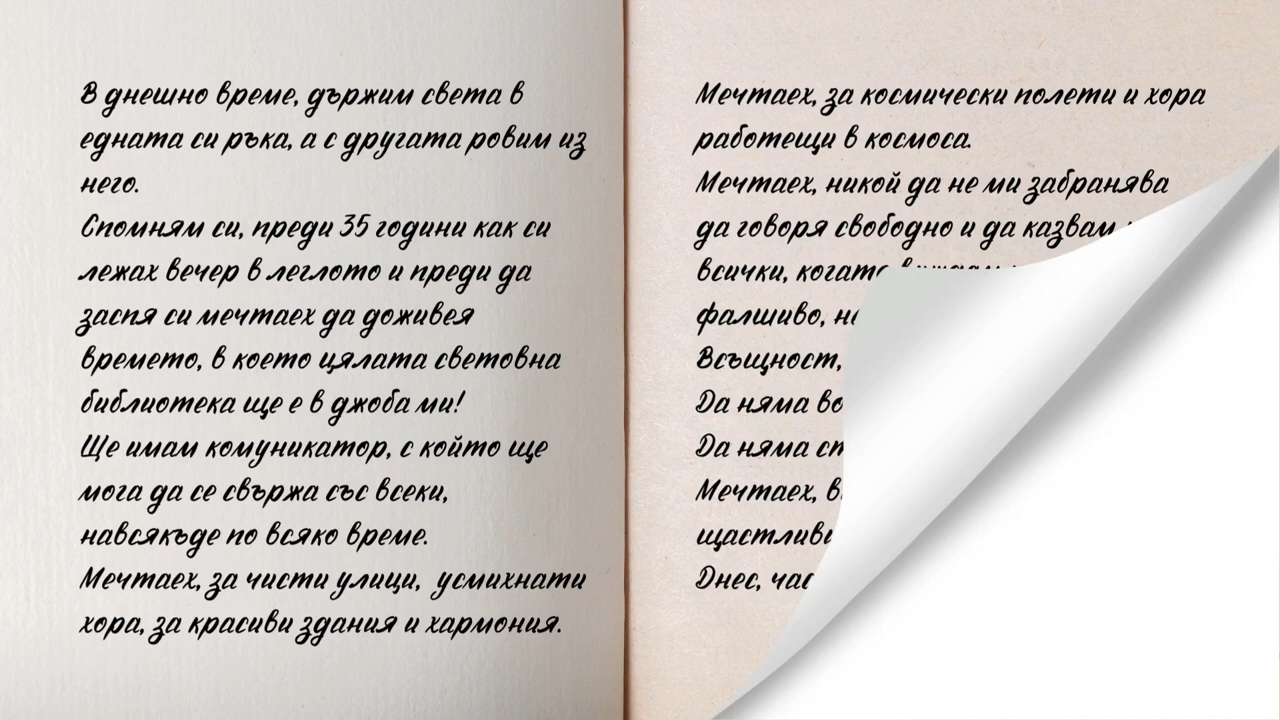 В днешно време, държим света в
едната си ръка, а с другата ровим из
него.
Спомням си, преди 35 години как си
лежах вечер в леглото и преди да
заспя си мечтаех да доживея
времето, в което цялата световна
библиотека ще е в джоба ми!
Ще имам комуникатор, с който ще
мога да се свържа със всеки,
навсякъде по всяко време.
Мечтаех, за чисти улици, усмихнати
хора, за красиви здания и хармония.
Мечтаех, за космически полети и хора
работещи в космоса.
Мечтаех, никой да не ми забранява
да говоря свободно и да казвам
всички, когато
фалшиво,
Всъщност,
Да няма
Да няма
Мечтаех,
Днес,